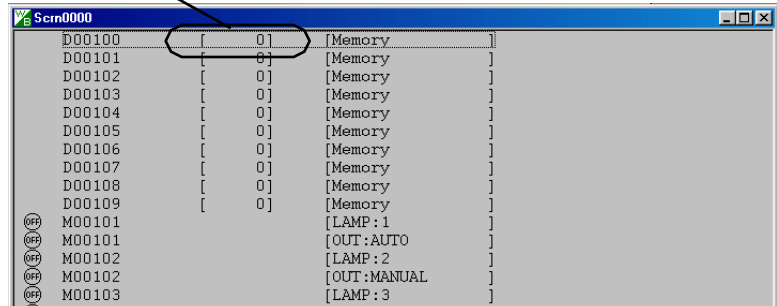 Scrn0000
D00100 [ 0] [Memory ]
D00101 [ 0] [Memory ]
D00102 [ 0] [Memory ]
D00103 [ 0] [Memory ]
D00104 [ 0] [Memory ]
D00105 [ 0] [Memory ]
D00106 [ 0] [Memory ]
D00107 [ 0] [Memory ]
D00108 [ 0] [Memory ]
D00109 [ 0] [Memory ]
OFF M00101 [LAMP:1 ]
OFF M00101 [OUT:AUTO ]
OFF M00102 [LAMP:2 ]
OFF M00102 [OUT:MANUAL ]
OFF M00103 [LAMP:3 ]